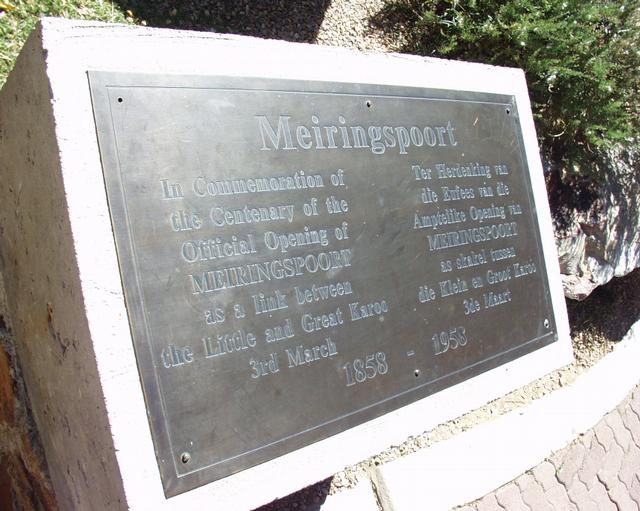 Meiringspoort
In Commemoration of
the Centenary of the
Official Opening of
MEIRINGSPOORT
as a link between
the Little and Great Karoo
3rd March
Ter Herdenking van
die Eufees van die
Amptelike Opening van
MEIRINGSPOORT
as skakel tussen
die Klein en Groot Karoo
3de Maart
1858 - 1958